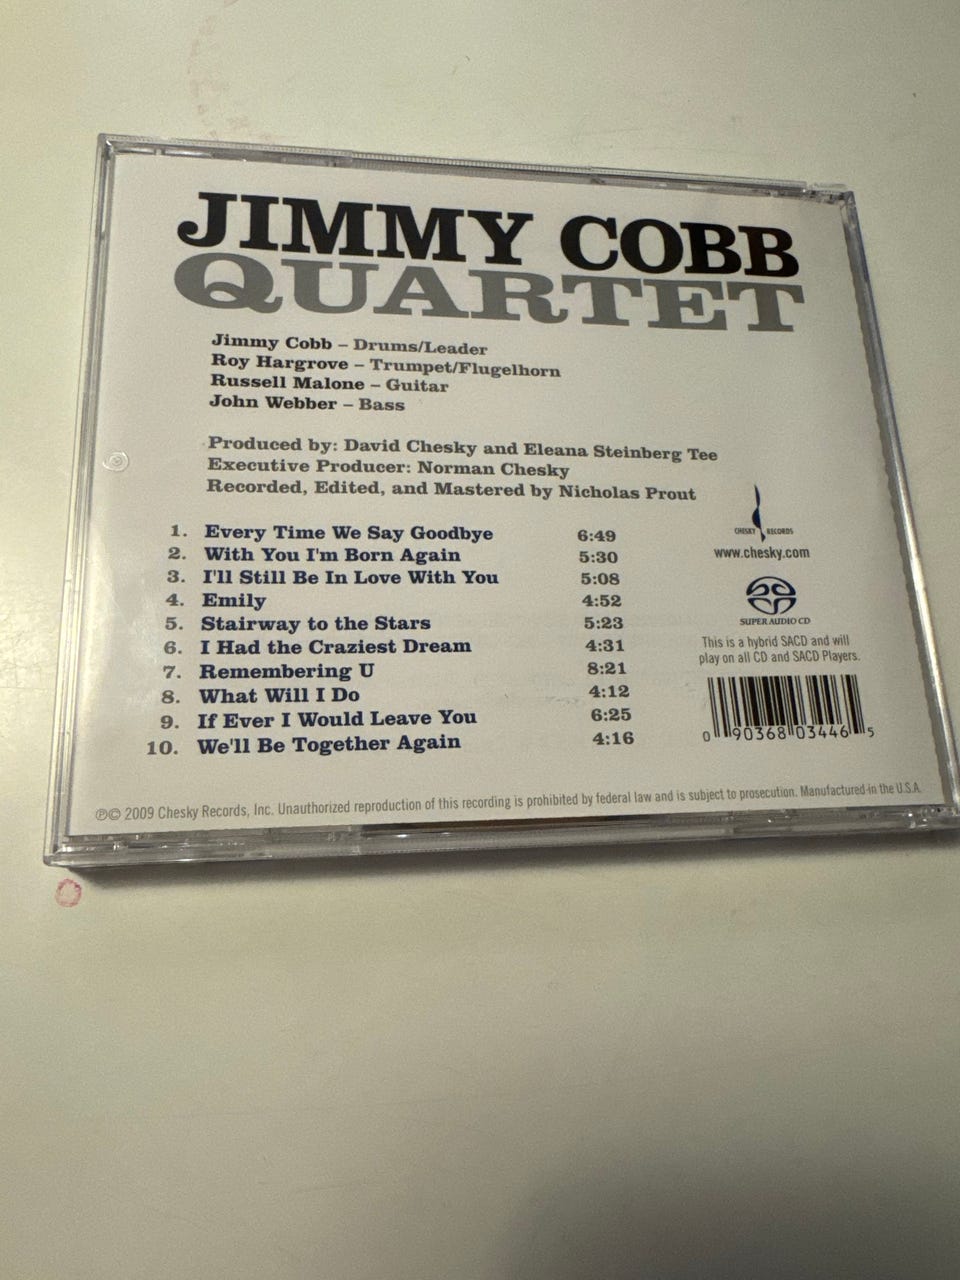 JIMMY COBB
QUARTET
Jimmy Cobb – Drums/Leader
Roy Hargrove – Trumpet/Flugelhorn
Russell Malone – Guitar
John Webber – Bass
Produced by: David Chesky and Eleana Steinberg Tee
Executive Producer: Norman Chesky
Recorded, Edited, and Mastered by Nicholas Prout
1. Every Time We Say Goodbye 6:49
2. With You I'm Born Again 5:30
3. I'll Still Be In Love With You 5:08
4. Emily 4:52
5. Stairway to the Stars 5:23
6. I Had the Craziest Dream 4:31
7. Remembering U 8:21
8. What Will I Do 4:12
9. If Ever I Would Leave You 6:25
10. We'll Be Together Again 4:16
CHESKY RECORDS
www.chesky.com
SUPER AUDIO CD
This is a hybrid SACD and will
play on all CD and SACD Players.
0 90368 03446 5
℗© 2009 Chesky Records, Inc. Unauthorized reproduction of this recording is prohibited by federal law and is subject to prosecution. Manufactured in the U.S.A.